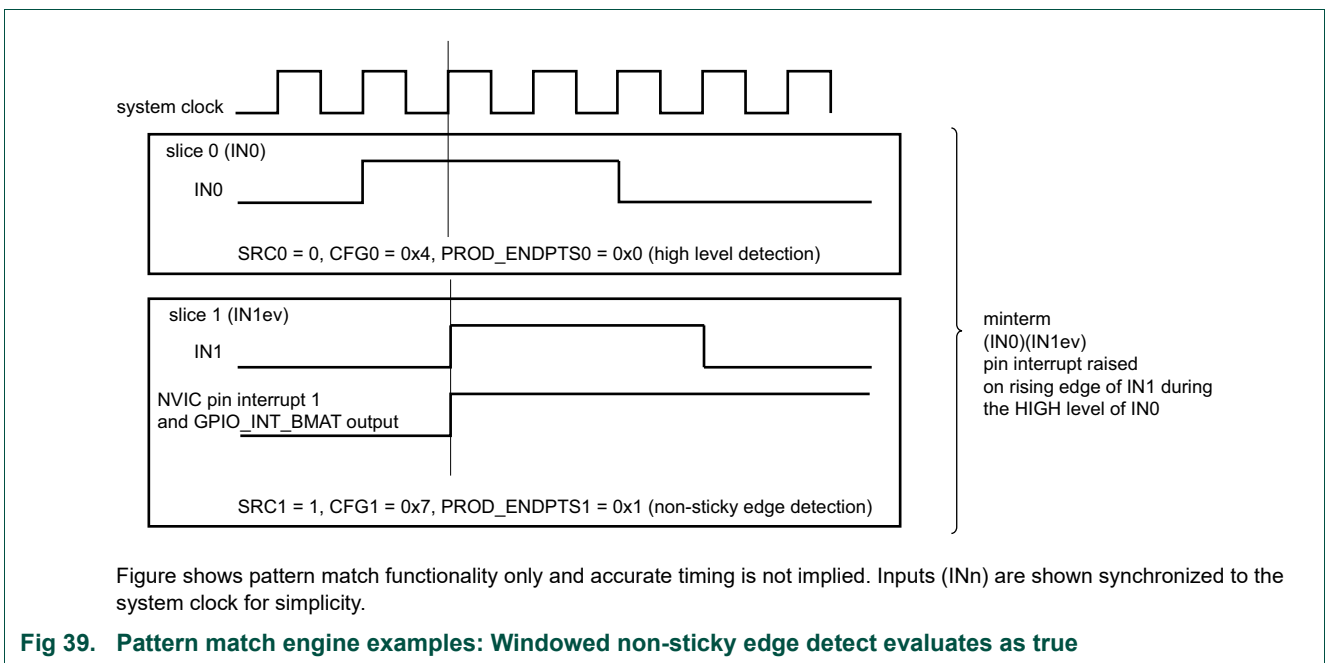 system clock
slice 0 (IN0)
IN0
SRC0 = 0, CFG0 = 0x4, PROD_ENDPTS0 = 0x0 (high level detection)
slice 1 (IN1ev)
IN1
NVIC pin interrupt 1
and GPIO_INT_BMAT output
SRC1 = 1, CFG1 = 0x7, PROD_ENDPTS1 = 0x1 (non-sticky edge detection)
minterm
(IN0)(IN1ev)
pin interrupt raised
on rising edge of IN1 during
the HIGH level of IN0
Figure shows pattern match functionality only and accurate timing is not implied. Inputs (INn) are shown synchronized to the
system clock for simplicity.
Fig 39. Pattern match engine examples: Windowed non-sticky edge detect evaluates as true